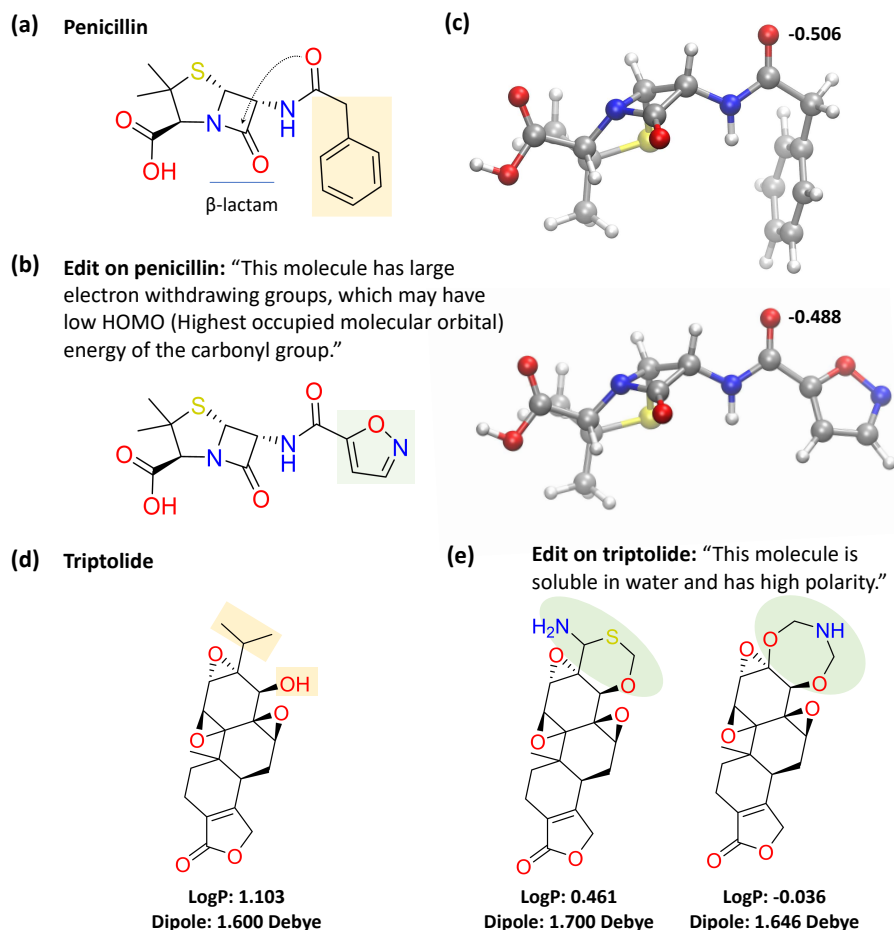 (a) Penicillin
S
O
O
N
HN
O
OH
β-lactam
(b) Edit on penicillin: “This molecule has large
electron withdrawing groups, which may have
low HOMO (Highest occupied molecular orbital)
energy of the carbonyl group.”
S
O
O
N
O
N
HN
O
OH
(c)
-0.506
-0.488
(d) Triptolide
O
OH
O
O
O
O
LogP: 1.103
Dipole: 1.600 Debye
(e) Edit on triptolide: “This molecule is
soluble in water and has high polarity.”
H₂N
S
O
O
O
O
O
O
LogP: 0.461
Dipole: 1.700 Debye
O
NH
O
O
O
O
O
O
LogP: -0.036
Dipole: 1.646 Debye